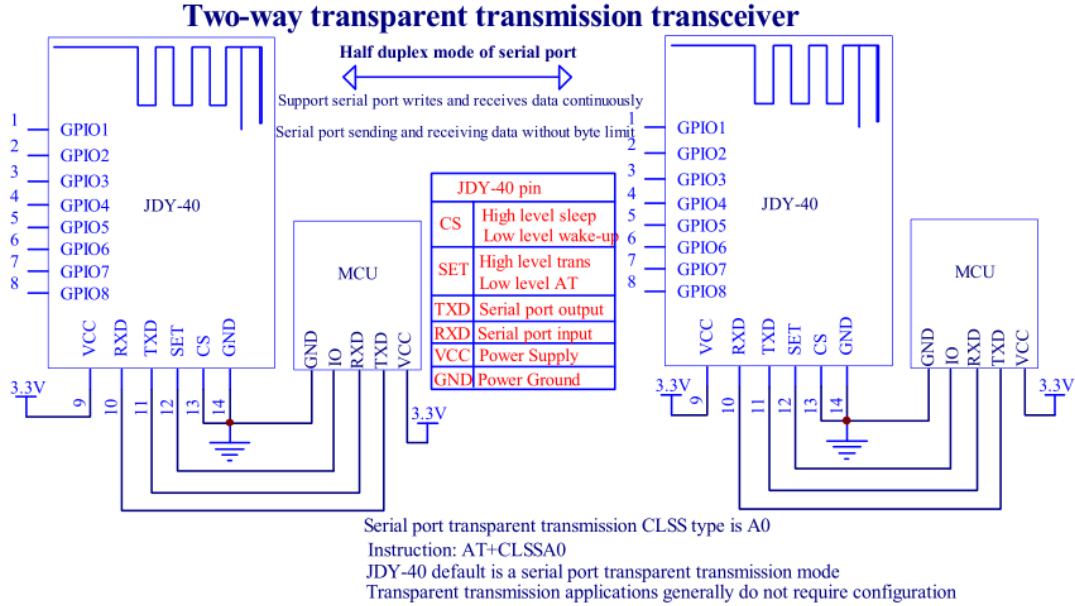 Two-way transparent transmission transceiver
Half duplex mode of serial port
Support serial port writes and receives data continuously
Serial port sending and receiving data without byte limit
1 GPIO1
2 GPIO2
3 GPIO3
4 GPIO4
5 GPIO5
6 GPIO6
7 GPIO7
8 GPIO8
JDY-40
VCC RXD TXD SET CS GND
9 10 11 12 13 14
3.3V
MCU
GND IO RXD TXD VCC
3.3V
JDY-40 pin
CS High level sleep
Low level wake-up
SET High level trans
Low level AT
TXD Serial port output
RXD Serial port input
VCC Power Supply
GND Power Ground
1 GPIO1
2 GPIO2
3 GPIO3
4 GPIO4
5 GPIO5
6 GPIO6
7 GPIO7
8 GPIO8
JDY-40
VCC RXD TXD SET CS GND
9 10 11 12 13 14
3.3V
MCU
GND IO RXD TXD VCC
3.3V
Serial port transparent transmission CLSS type is A0
Instruction: AT+CLSSA0
JDY-40 default is a serial port transparent transmission mode
Transparent transmission applications generally do not require configuration